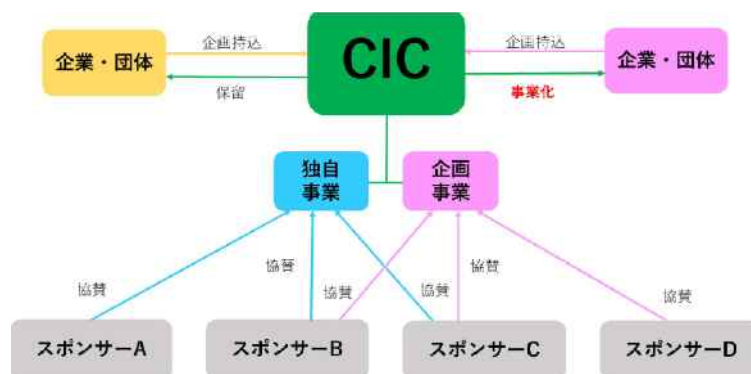 企業・団体
企画持込
保留
CIC
企画持込
事業化
企業・団体
独自
事業
企画
事業
協賛
協賛
協賛
協賛
協賛
協賛
スポンサーA
スポンサーB
スポンサーC
スポンサーD